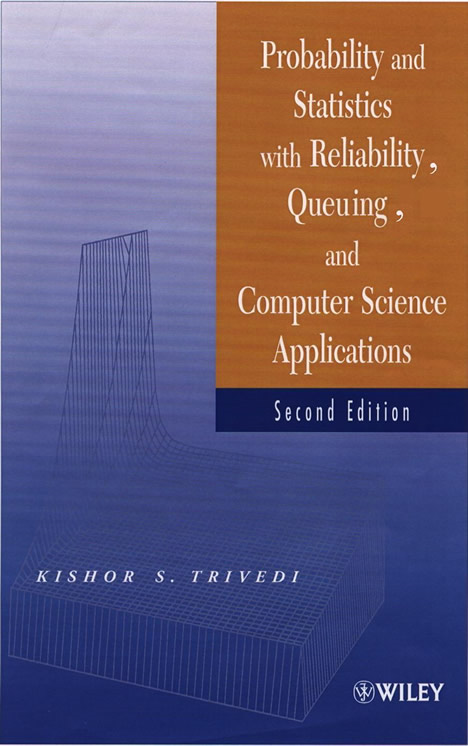 Probability and
Statistics
with Reliability,
Queuing,
and
Computer Science
Applications
Second Edition
KISHOR S. TRIVEDI
WILEY